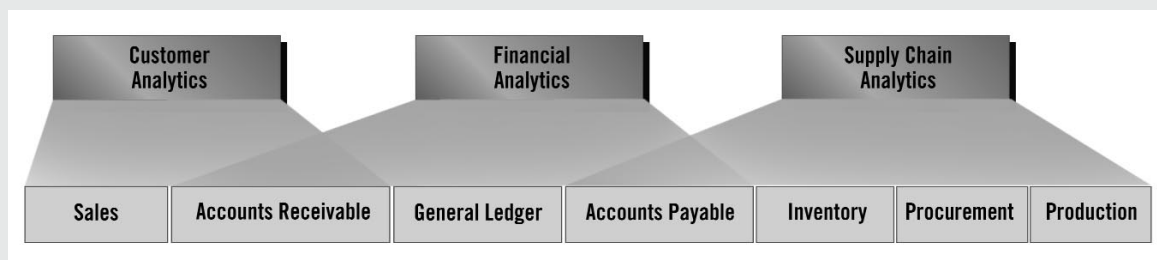 Customer
Analytics
Financial
Analytics
Supply Chain
Analytics
Sales
Accounts Receivable
General Ledger
Accounts Payable
Inventory
Procurement
Production